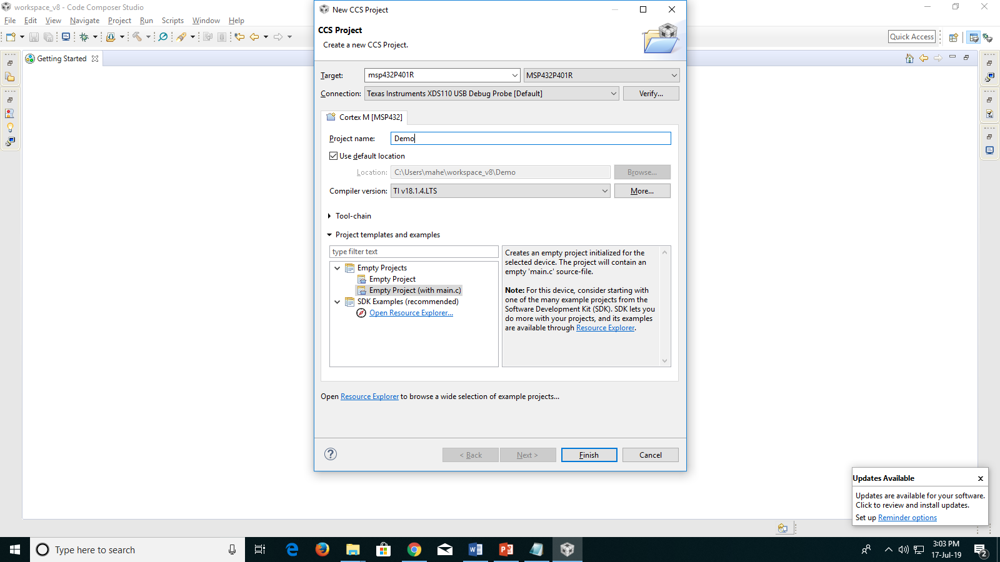 workspace_v8 - Code Composer Studio
File Edit View Navigate Project Run Scripts Window Help
Quick Access
Getting Started
New CCS Project
CCS Project
Create a new CCS Project.
Target: msp432P401R MSP432P401R
Connection: Texas Instruments XDS110 USB Debug Probe [Default] Verify...
Cortex M [MSP432]
Project name: Demo
Use default location
Location: C:\Users\mahe\workspace_v8\Demo Browse...
Compiler version: TI v18.1.4.LTS More...
Tool-chain
Project templates and examples
type filter text
Empty Projects
Empty Project
Empty Project (with main.c)
SDK Examples (recommended)
Open Resource Explorer...
Creates an empty project initialized for the
selected device. The project will contain an
empty 'main.c' source-file.
Note: For this device, consider starting with
one of the many example projects from the
Software Development Kit (SDK). SDK lets you
do more with your projects, and its examples
are available through Resource Explorer.
Open Resource Explorer to browse a wide selection of example projects...
? < Back Next > Finish Cancel
Updates Available x
Updates are available for your software.
Click to review and install updates.
Set up Reminder options
Type here to search
3:03 PM
17-Jul-19
2